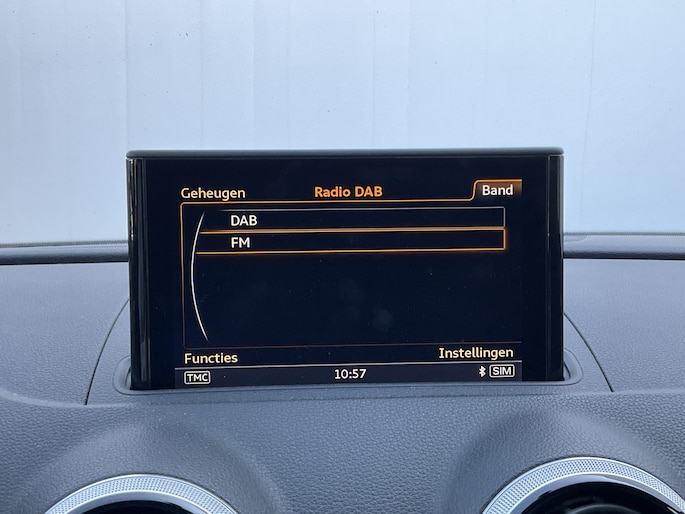 Geheugen Radio DAB Band
DAB
FM
Functies Instellingen
TMC 10:57 SIM